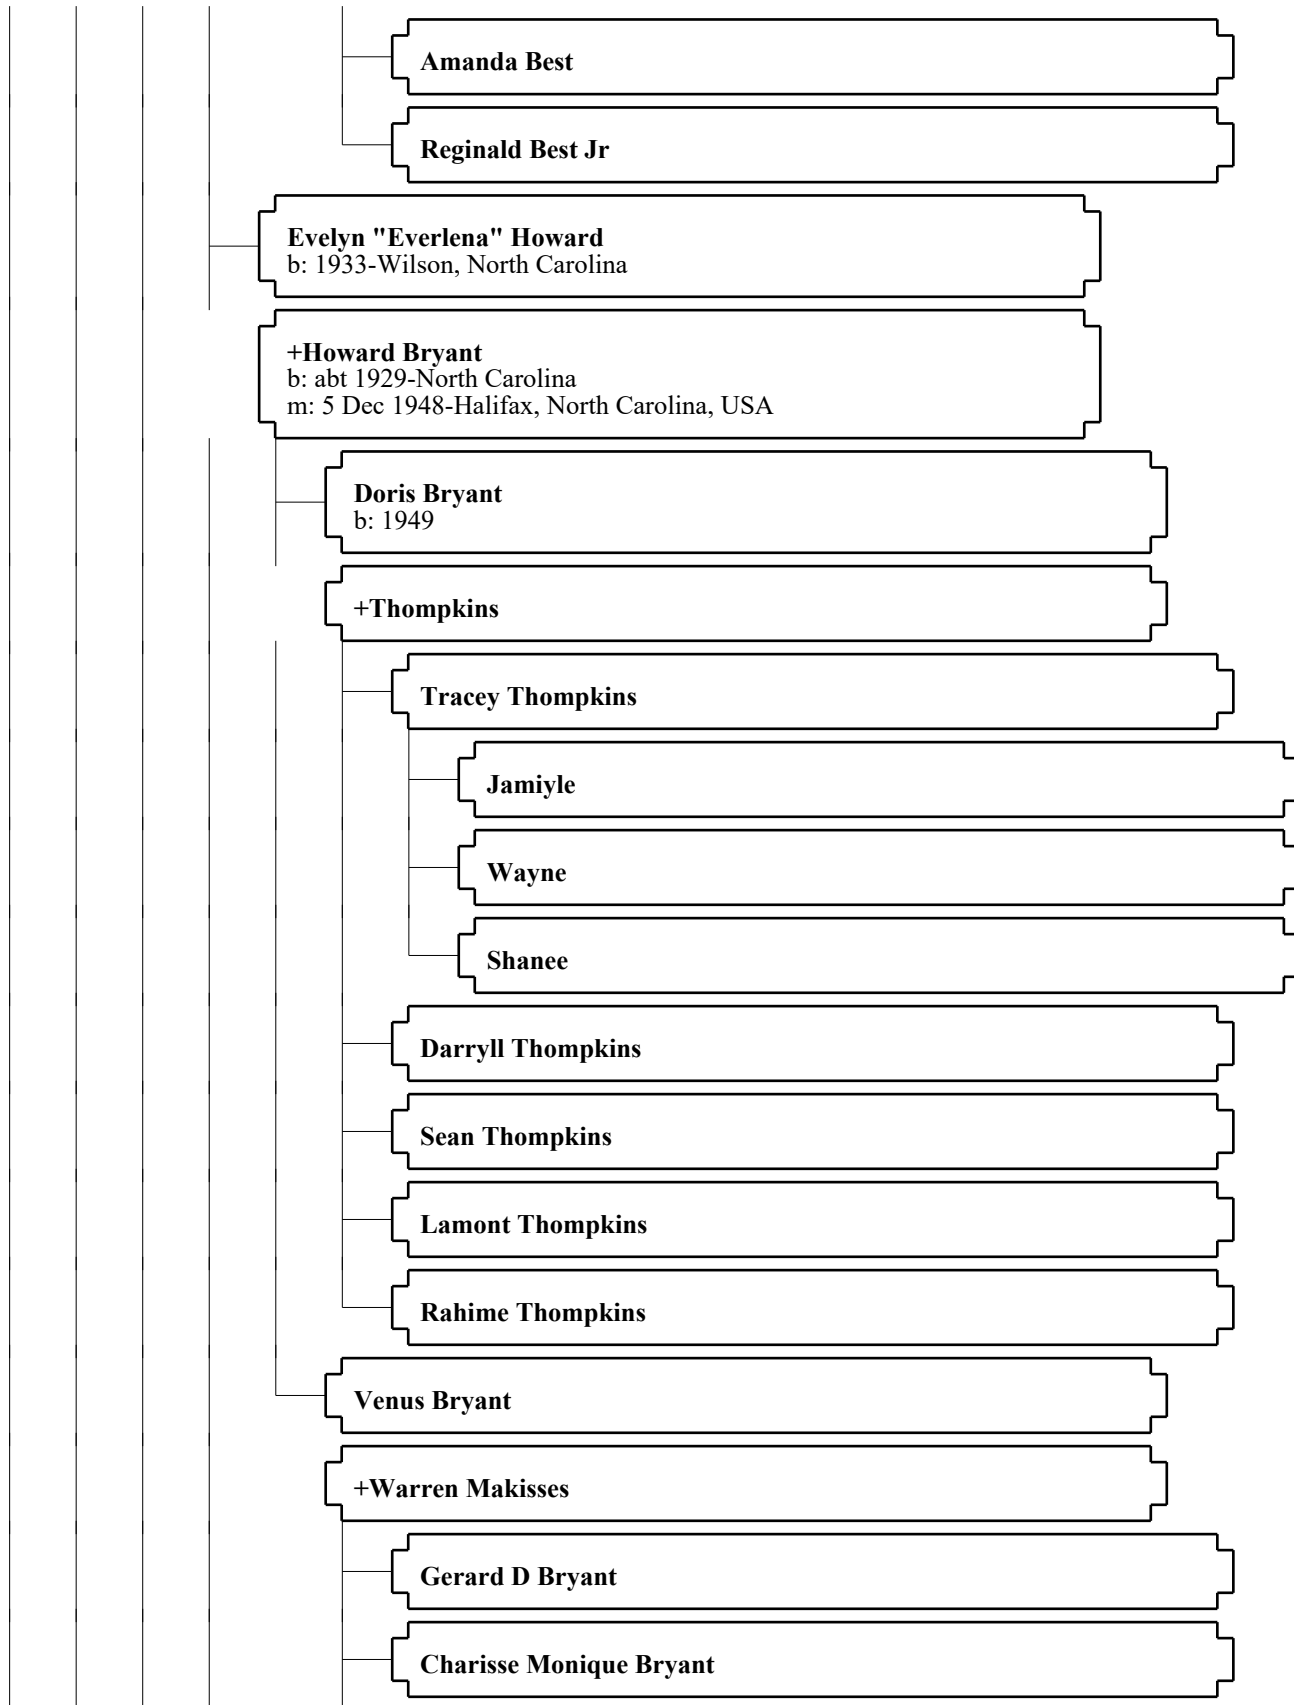 Amanda Best
Reginald Best Jr
Evelyn "Everlena" Howard
b: 1933-Wilson, North Carolina
+Howard Bryant
b: abt 1929-North Carolina
m: 5 Dec 1948-Halifax, North Carolina, USA
Doris Bryant
b: 1949
+Thompkins
Tracey Thompkins
Jamiyle
Wayne
Shanee
Darryll Thompkins
Sean Thompkins
Lamont Thompkins
Rahime Thompkins
Venus Bryant
+Warren Makisses
Gerard D Bryant
Charisse Monique Bryant